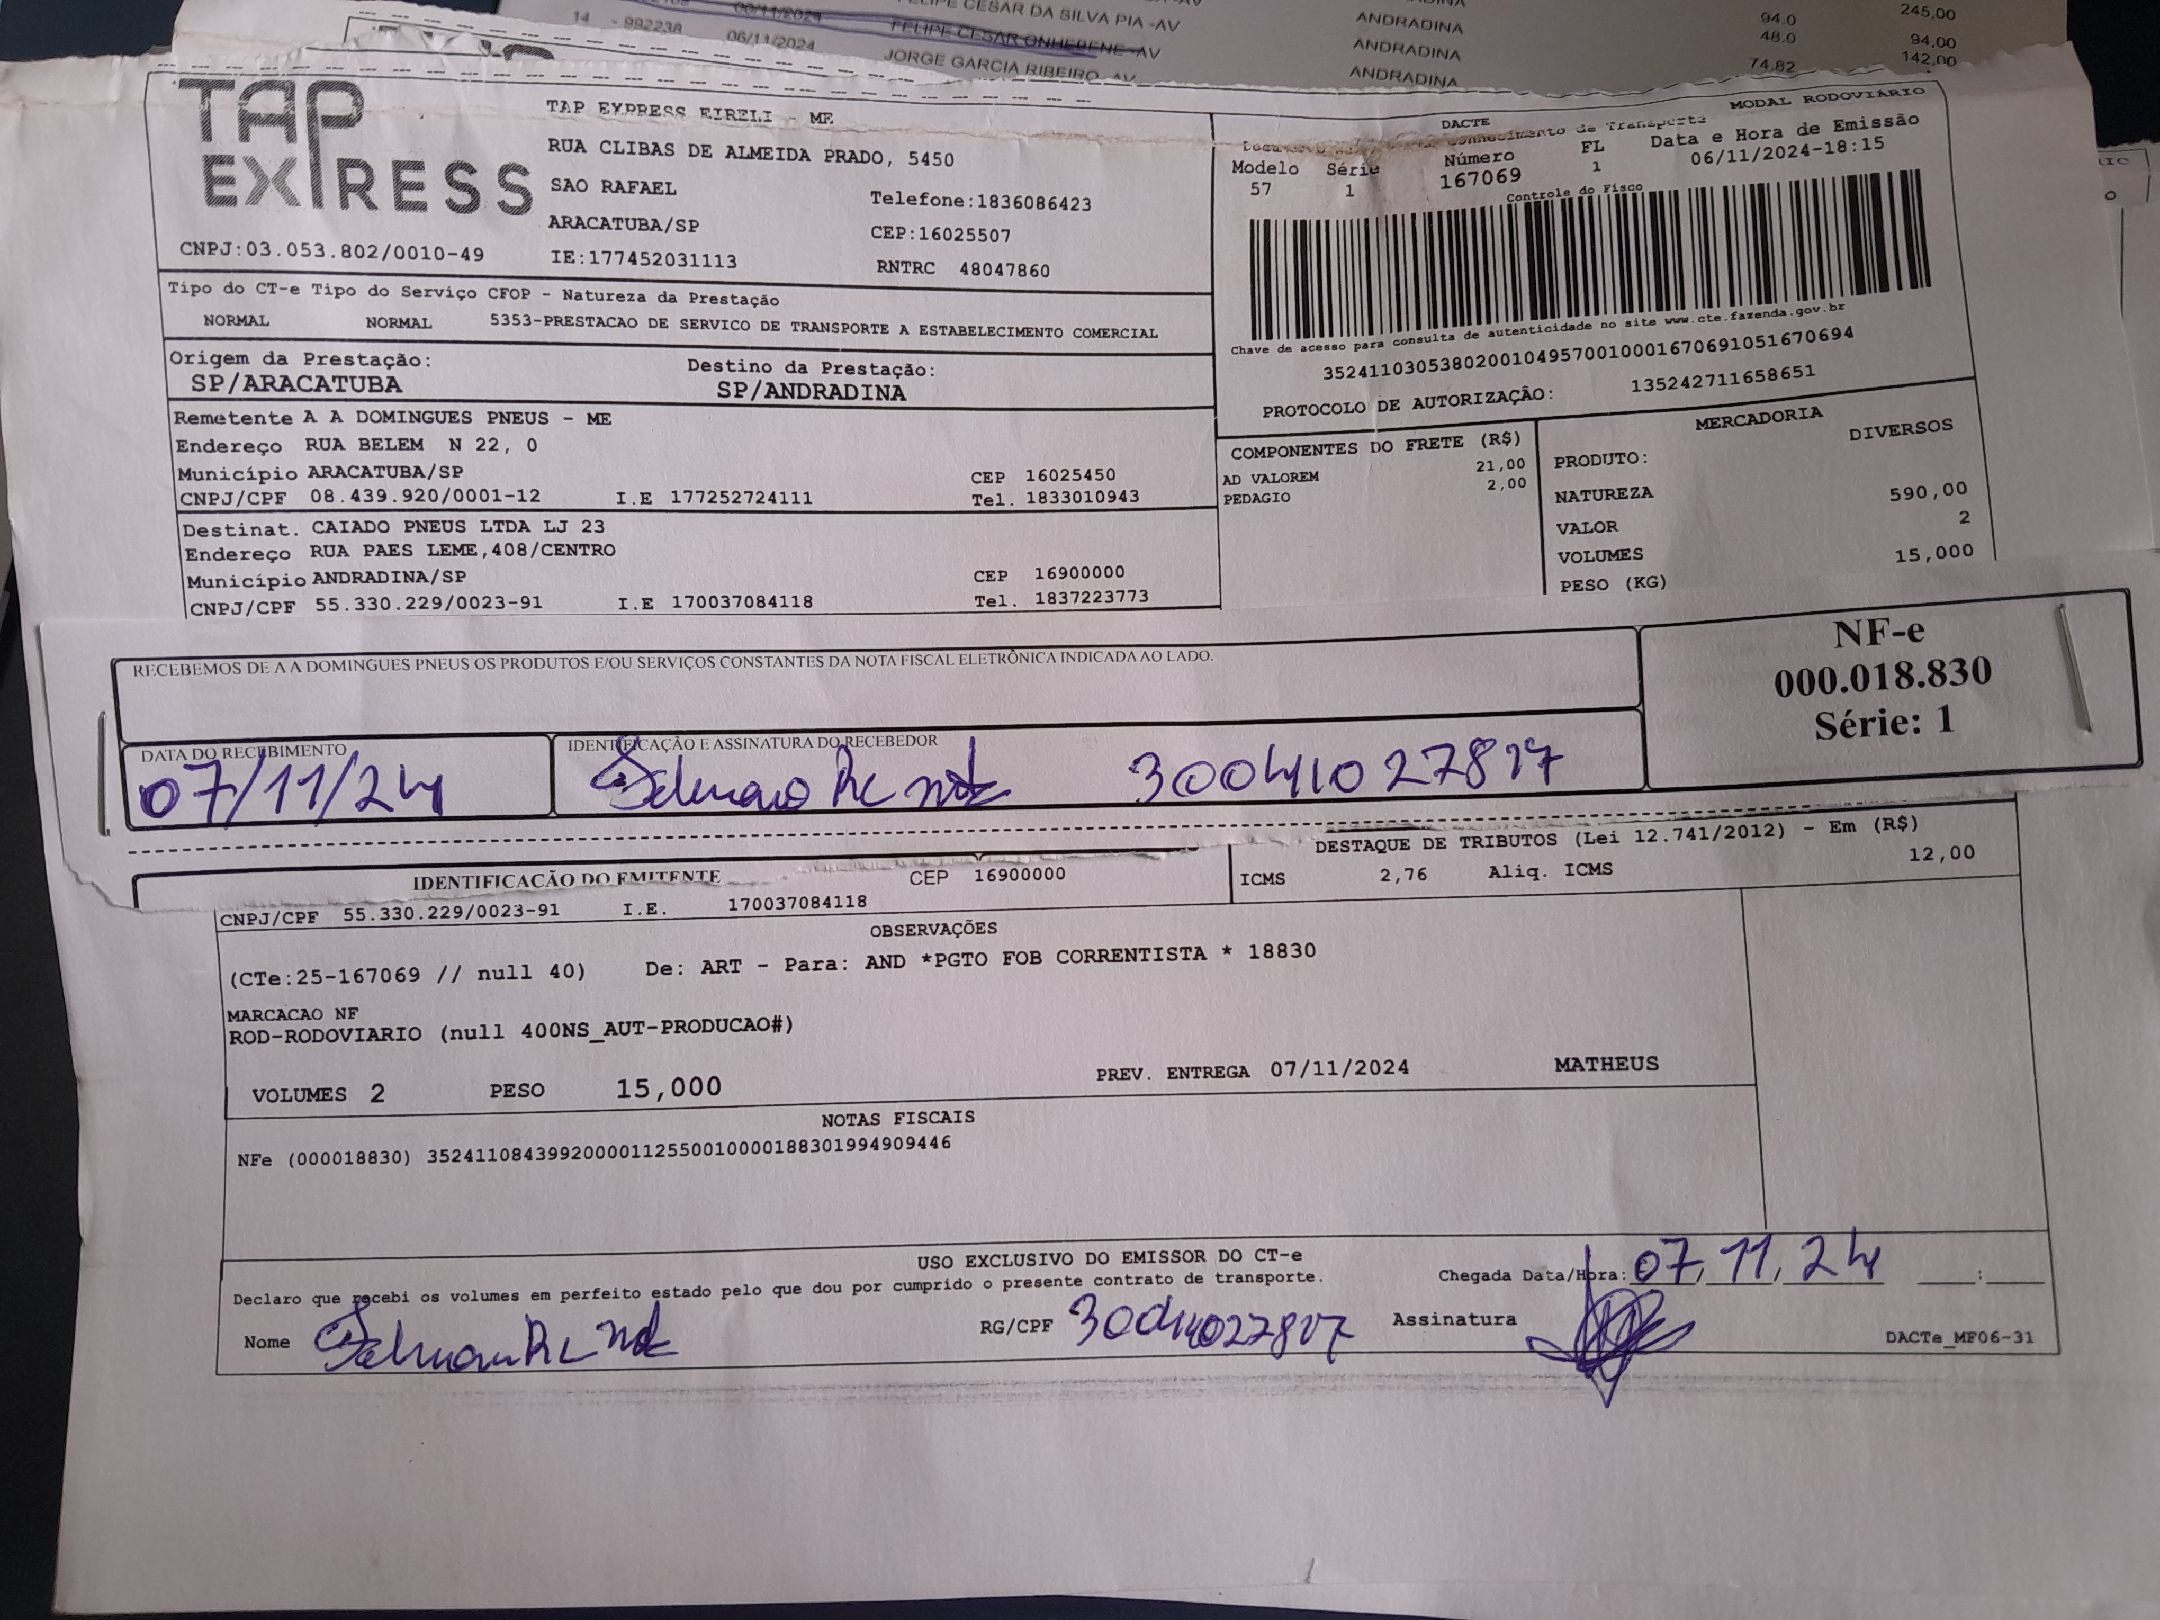 FELIPE CESAR DA SILVA PIA -AV
ANDRADINA
94.0
245,00
14 - 992238 06/11/2024 FELIPE CESAR ONHEBENE-AV
ANDRADINA
48.0
94,00
JORGE GARCIA RIBEIRO -AV
ANDRADINA
74,82
142,00
TAP
EXPRESS
CNPJ:03.053.802/0010-49
TAP EXPRESS EIRELI - ME
RUA CLIBAS DE ALMEIDA PRADO, 5450
SAO RAFAEL
Telefone:1836086423
ARACATUBA/SP
CEP:16025507
IE:177452031113
RNTRC 48047860
DACTE
MODAL RODOVIÁRIO
Conhecimento de Transporte
Modelo Série Número FL Data e Hora de Emissão
57 1 167069 1 06/11/2024-18:15
Controle do Fisco
Chave de acesso para consulta de autenticidade no site www.cte.fazenda.gov.br
35241103053802001049570010001670691051670694
PROTOCOLO DE AUTORIZAÇÂO: 135242711658651
Tipo do CT-e Tipo do Serviço CFOP - Natureza da Prestação
NORMAL NORMAL 5353-PRESTACAO DE SERVICO DE TRANSPORTE A ESTABELECIMENTO COMERCIAL
Origem da Prestação: Destino da Prestação:
SP/ARACATUBA SP/ANDRADINA
Remetente A A DOMINGUES PNEUS - ME
Endereço RUA BELEM N 22, 0
Município ARACATUBA/SP CEP 16025450
CNPJ/CPF 08.439.920/0001-12 I.E 177252724111 Tel. 1833010943
Destinat. CAIADO PNEUS LTDA LJ 23
Endereço RUA PAES LEME,408/CENTRO
Município ANDRADINA/SP CEP 16900000
CNPJ/CPF 55.330.229/0023-91 I.E 170037084118 Tel. 1837223773
COMPONENTES DO FRETE (R$)
AD VALOREM 21,00
PEDAGIO 2,00
MERCADORIA
PRODUTO: DIVERSOS
NATUREZA
VALOR 590,00
VOLUMES 2
PESO (KG) 15,000
RECEBEMOS DE A A DOMINGUES PNEUS OS PRODUTOS E/OU SERVIÇOS CONSTANTES DA NOTA FISCAL ELETRÔNICA INDICADA AO LADO.
NF-e
000.018.830
Série: 1
DATA DO RECEBIMENTO
07/11/24
IDENTIFICAÇÃO E ASSINATURA DO RECEBEDOR
IDENTIFICAÇÃO DO EMITENTE
CEP 16900000
CNPJ/CPF 55.330.229/0023-91 I.E. 170037084118
DESTAQUE DE TRIBUTOS (Lei 12.741/2012) - Em (R$)
ICMS 2,76 Aliq. ICMS 12,00
OBSERVAÇÕES
(CTe:25-167069 // null 40) De: ART - Para: AND *PGTO FOB CORRENTISTA * 18830
MARCACAO NF
ROD-RODOVIARIO (null 400NS_AUT-PRODUCAO#)
VOLUMES 2 PESO 15,000 PREV. ENTREGA 07/11/2024 MATHEUS
NOTAS FISCAIS
NFe (000018830) 35241108439920000112550010000188301994909446
USO EXCLUSIVO DO EMISSOR DO CT-e
Declaro que recebi os volumes em perfeito estado pelo que dou por cumprido o presente contrato de transporte.
Chegada Data/Hora: 07/11/24 :
Nome
RG/CPF
Assinatura
DACTe_MF06-31